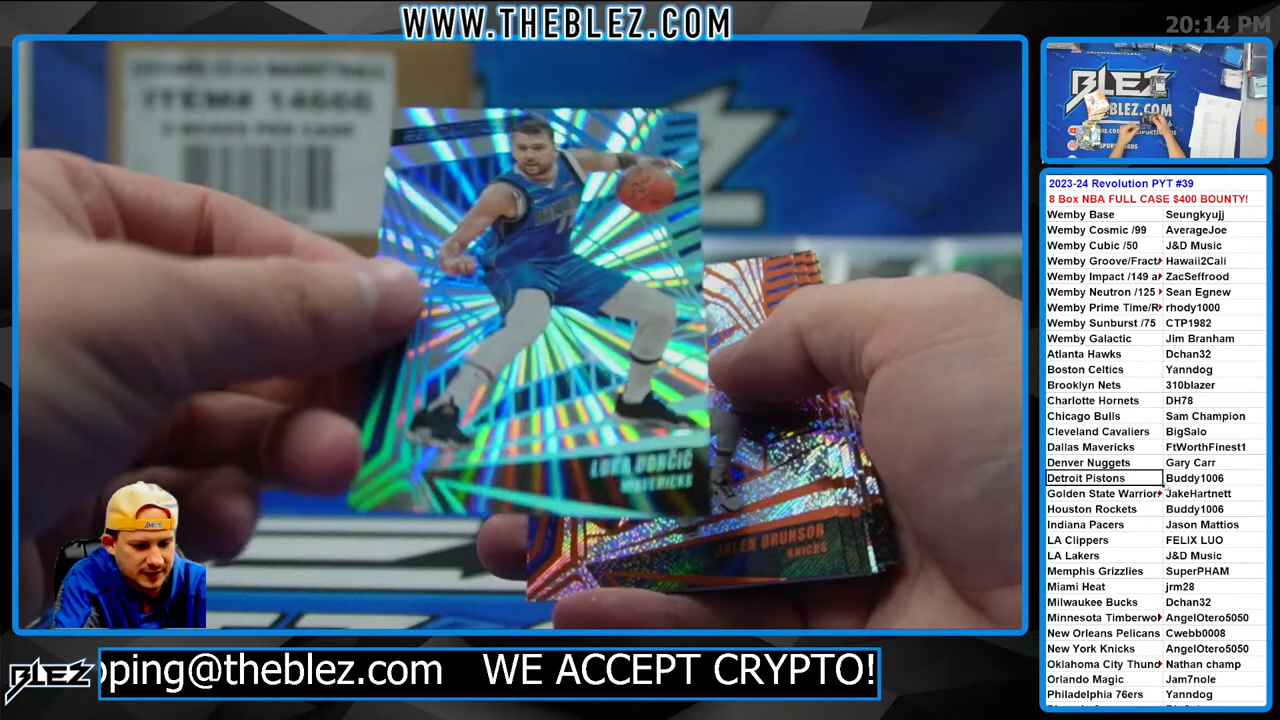 WWW.THEBLEZ.COM
20:14 PM
ITEM# 14666
BLEZ
2023-24 Revolution PYT #39
8 Box NBA FULL CASE $400 BOUNTY!
Wemby Base Seungkyujj
Wemby Cosmic /99 AverageJoe
Wemby Cubic /50 J&D Music
Wemby Groove/Fract Hawaii2Cali
Wemby Impact /149 a ZacSeffrood
Wemby Neutron /125 Sean Egnew
Wemby Prime Time/R rhody1000
Wemby Sunburst /75 CTP1982
Wemby Galactic Jim Branham
Atlanta Hawks Dchan32
Boston Celtics Yanndog
Brooklyn Nets 310blazer
Charlotte Hornets DH78
Chicago Bulls Sam Champion
Cleveland Cavaliers BigSalo
Dallas Mavericks FtWorthFinest1
Denver Nuggets Gary Carr
Detroit Pistons Buddy1006
Golden State Warrior JakeHartnett
Houston Rockets Buddy1006
Indiana Pacers Jason Mattios
LA Clippers FELIX LUO
LA Lakers J&D Music
Memphis Grizzlies SuperPHAM
Miami Heat jrm28
Milwaukee Bucks Dchan32
Minnesota Timberwo AngelOtero5050
New Orleans Pelicans Cwebb0008
New York Knicks AngelOtero5050
Oklahoma City Thund Nathan champ
Orlando Magic Jam7nole
Philadelphia 76ers Yanndog
LUKA DONČIĆ
MAVERICKS
JALEN BRUNSON
KNICKS
BLEZ
pping@theblez.com WE ACCEPT CRYPTO!